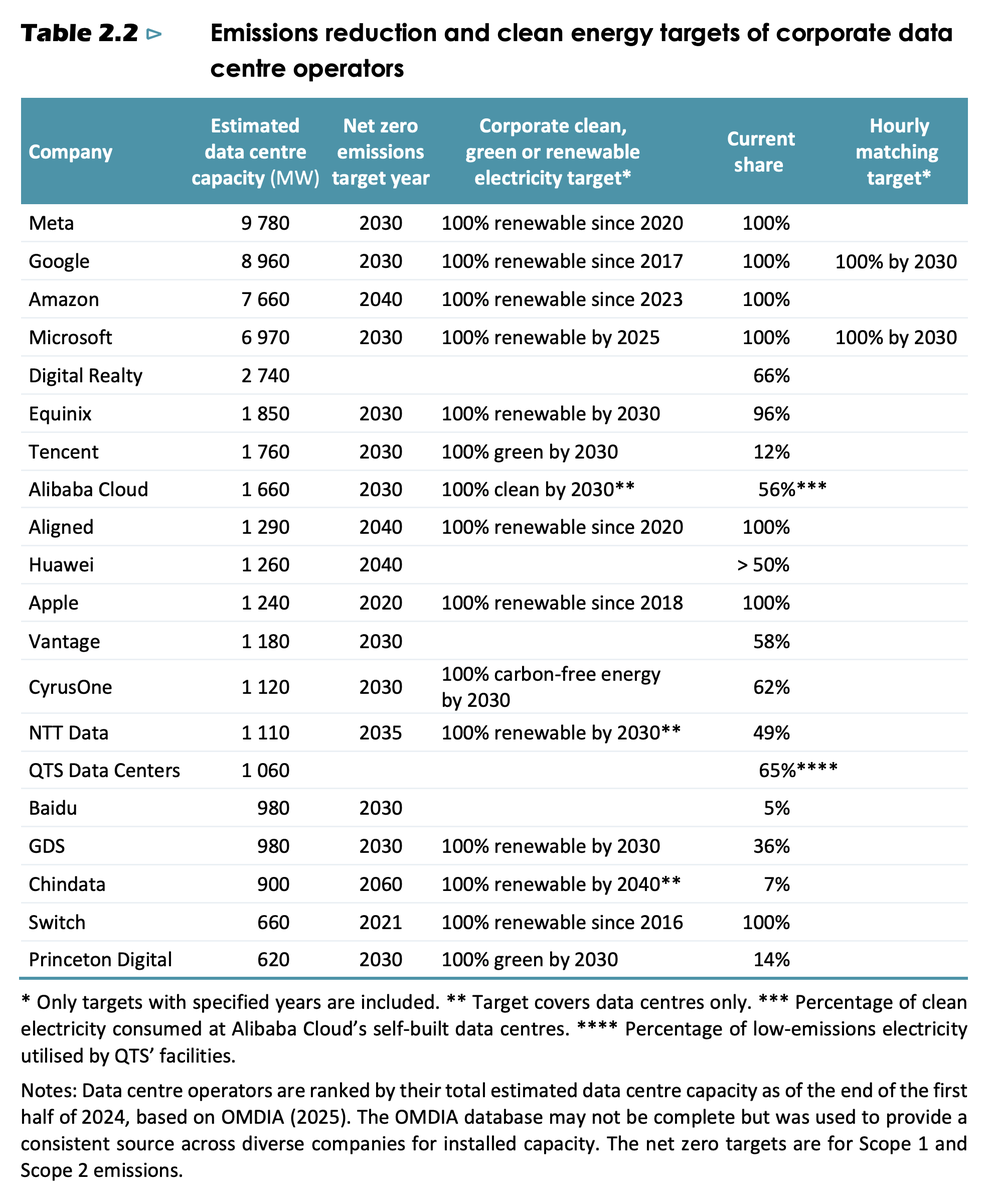 Table 2.2 ▷ Emissions reduction and clean energy targets of corporate data
centre operators
Company Estimated data centre capacity (MW) Net zero emissions target year Corporate clean, green or renewable electricity target* Current share Hourly matching target*
Meta 9 780 2030 100% renewable since 2020 100%
Google 8 960 2030 100% renewable since 2017 100% 100% by 2030
Amazon 7 660 2040 100% renewable since 2023 100%
Microsoft 6 970 2030 100% renewable by 2025 100% 100% by 2030
Digital Realty 2 740 66%
Equinix 1 850 2030 100% renewable by 2030 96%
Tencent 1 760 2030 100% green by 2030 12%
Alibaba Cloud 1 660 2030 100% clean by 2030** 56%***
Aligned 1 290 2040 100% renewable since 2020 100%
Huawei 1 260 2040 > 50%
Apple 1 240 2020 100% renewable since 2018 100%
Vantage 1 180 2030 58%
CyrusOne 1 120 2030 100% carbon-free energy by 2030 62%
NTT Data 1 110 2035 100% renewable by 2030** 49%
QTS Data Centers 1 060 65%****
Baidu 980 2030 5%
GDS 980 2030 100% renewable by 2030 36%
Chindata 900 2060 100% renewable by 2040** 7%
Switch 660 2021 100% renewable since 2016 100%
Princeton Digital 620 2030 100% green by 2030 14%
* Only targets with specified years are included. ** Target covers data centres only. *** Percentage of clean
electricity consumed at Alibaba Cloud's self-built data centres. **** Percentage of low-emissions electricity
utilised by QTS' facilities.
Notes: Data centre operators are ranked by their total estimated data centre capacity as of the end of the first
half of 2024, based on OMDIA (2025). The OMDIA database may not be complete but was used to provide a
consistent source across diverse companies for installed capacity. The net zero targets are for Scope 1 and
Scope 2 emissions.